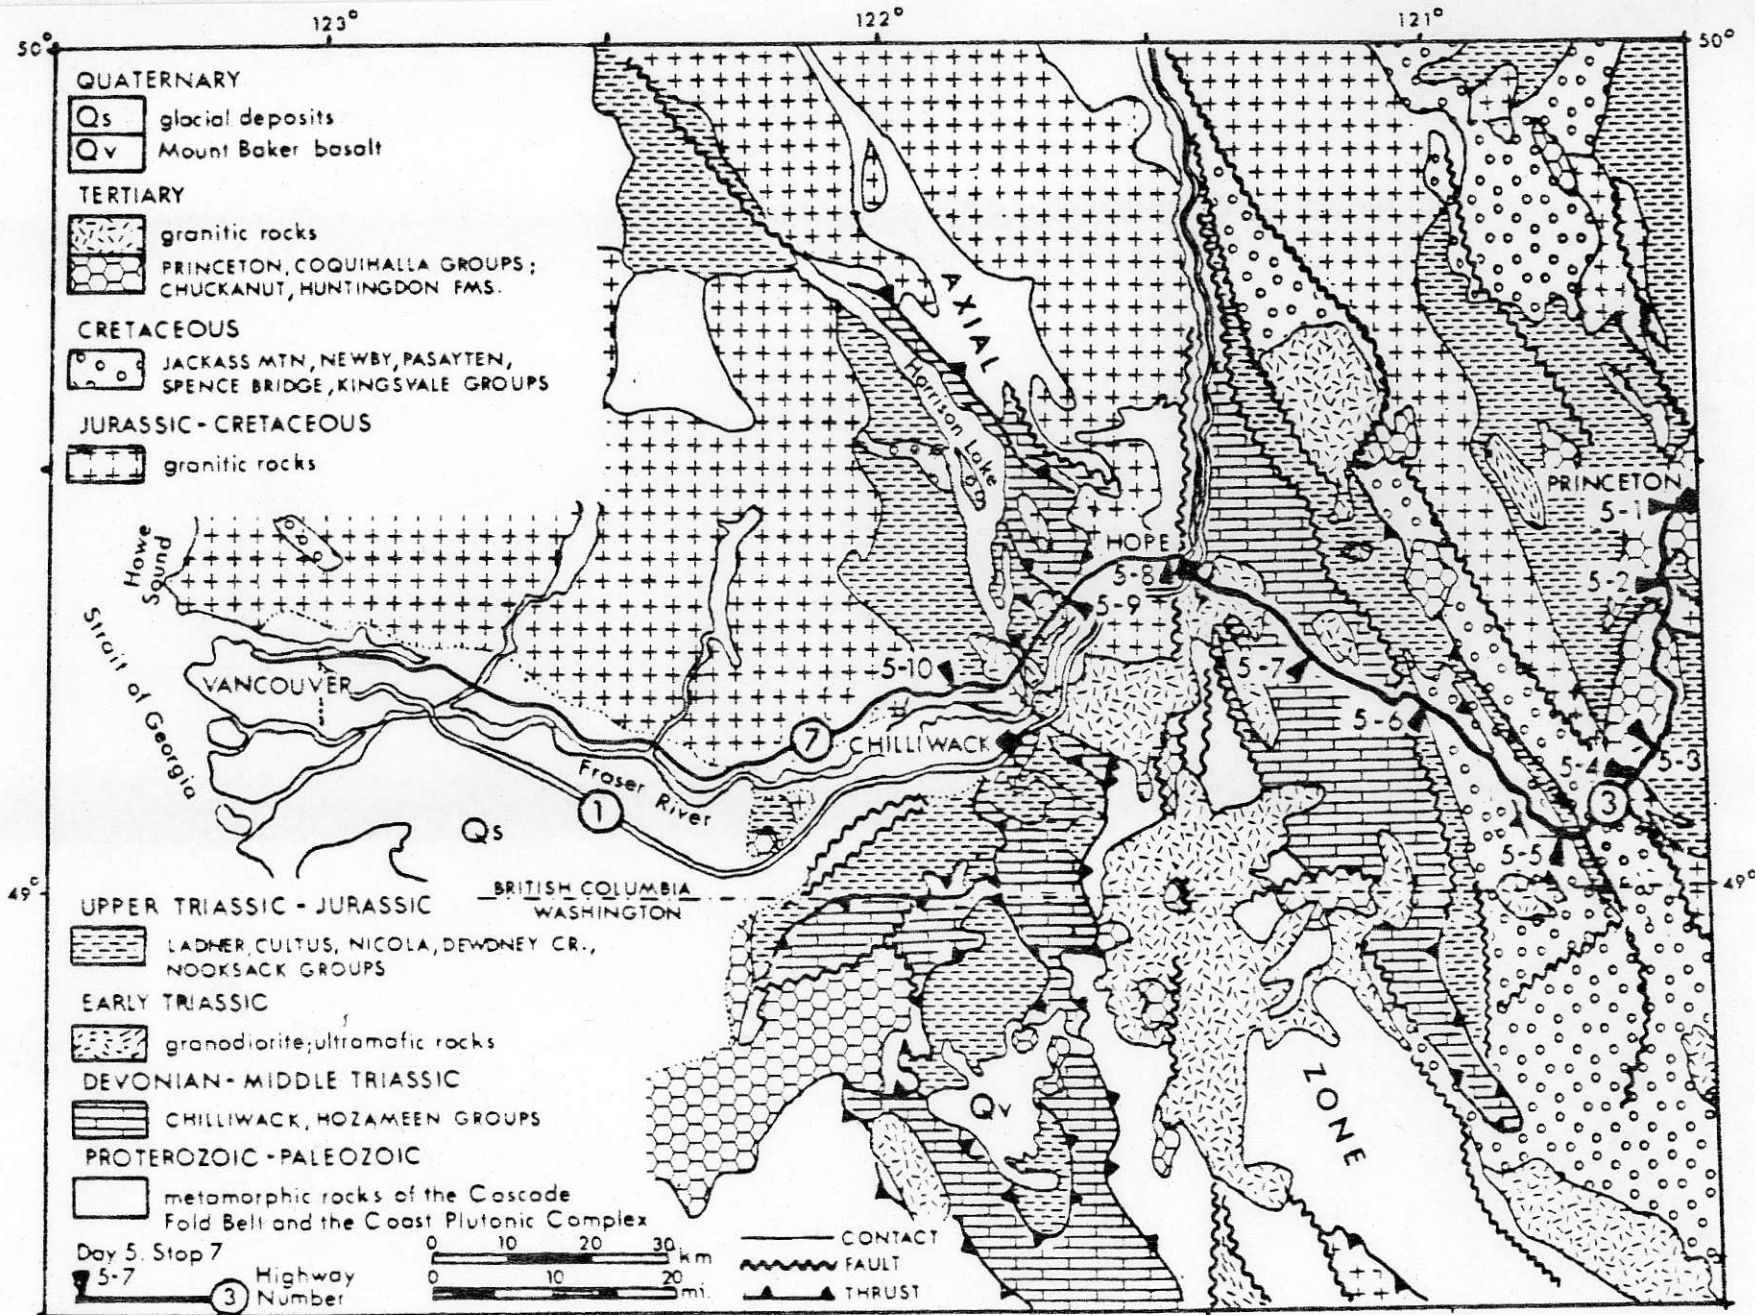 123°
122°
121°
50°
50°
QUATERNARY
Qs glacial deposits
Qv Mount Baker basalt
TERTIARY
granitic rocks
PRINCETON, COQUIHALLA GROUPS;
CHUCKANUT, HUNTINGDON FMS.
CRETACEOUS
JACKASS MTN, NEWBY, PASAYTEN,
SPENCE BRIDGE, KINGSVALE GROUPS
JURASSIC-CRETACEOUS
granitic rocks
AXIAL
Harrison Lake
PRINCETON
5-1
HOPE
5-8
5-2
5-9
Howe
Sound
Strait of Georgia
5-10
5-7
VANCOUVER
5-6
7
CHILLIWACK
5-4
5-3
Fraser River
1
3
Qs
5-5
49°
49°
BRITISH COLUMBIA
WASHINGTON
UPPER TRIASSIC - JURASSIC
LADNER, CULTUS, NICOLA, DEWDNEY CR.,
NOOKSACK GROUPS
EARLY TRIASSIC
granodiorite; ultramafic rocks
DEVONIAN - MIDDLE TRIASSIC
CHILLIWACK, HOZAMEEN GROUPS
Qv
ZONE
PROTEROZOIC - PALEOZOIC
metamorphic rocks of the Cascade
Fold Belt and the Coast Plutonic Complex
Day 5. Stop 7
5-7
3
Highway
Number
0 10 20 30 km
0 10 20 mi.
CONTACT
FAULT
THRUST